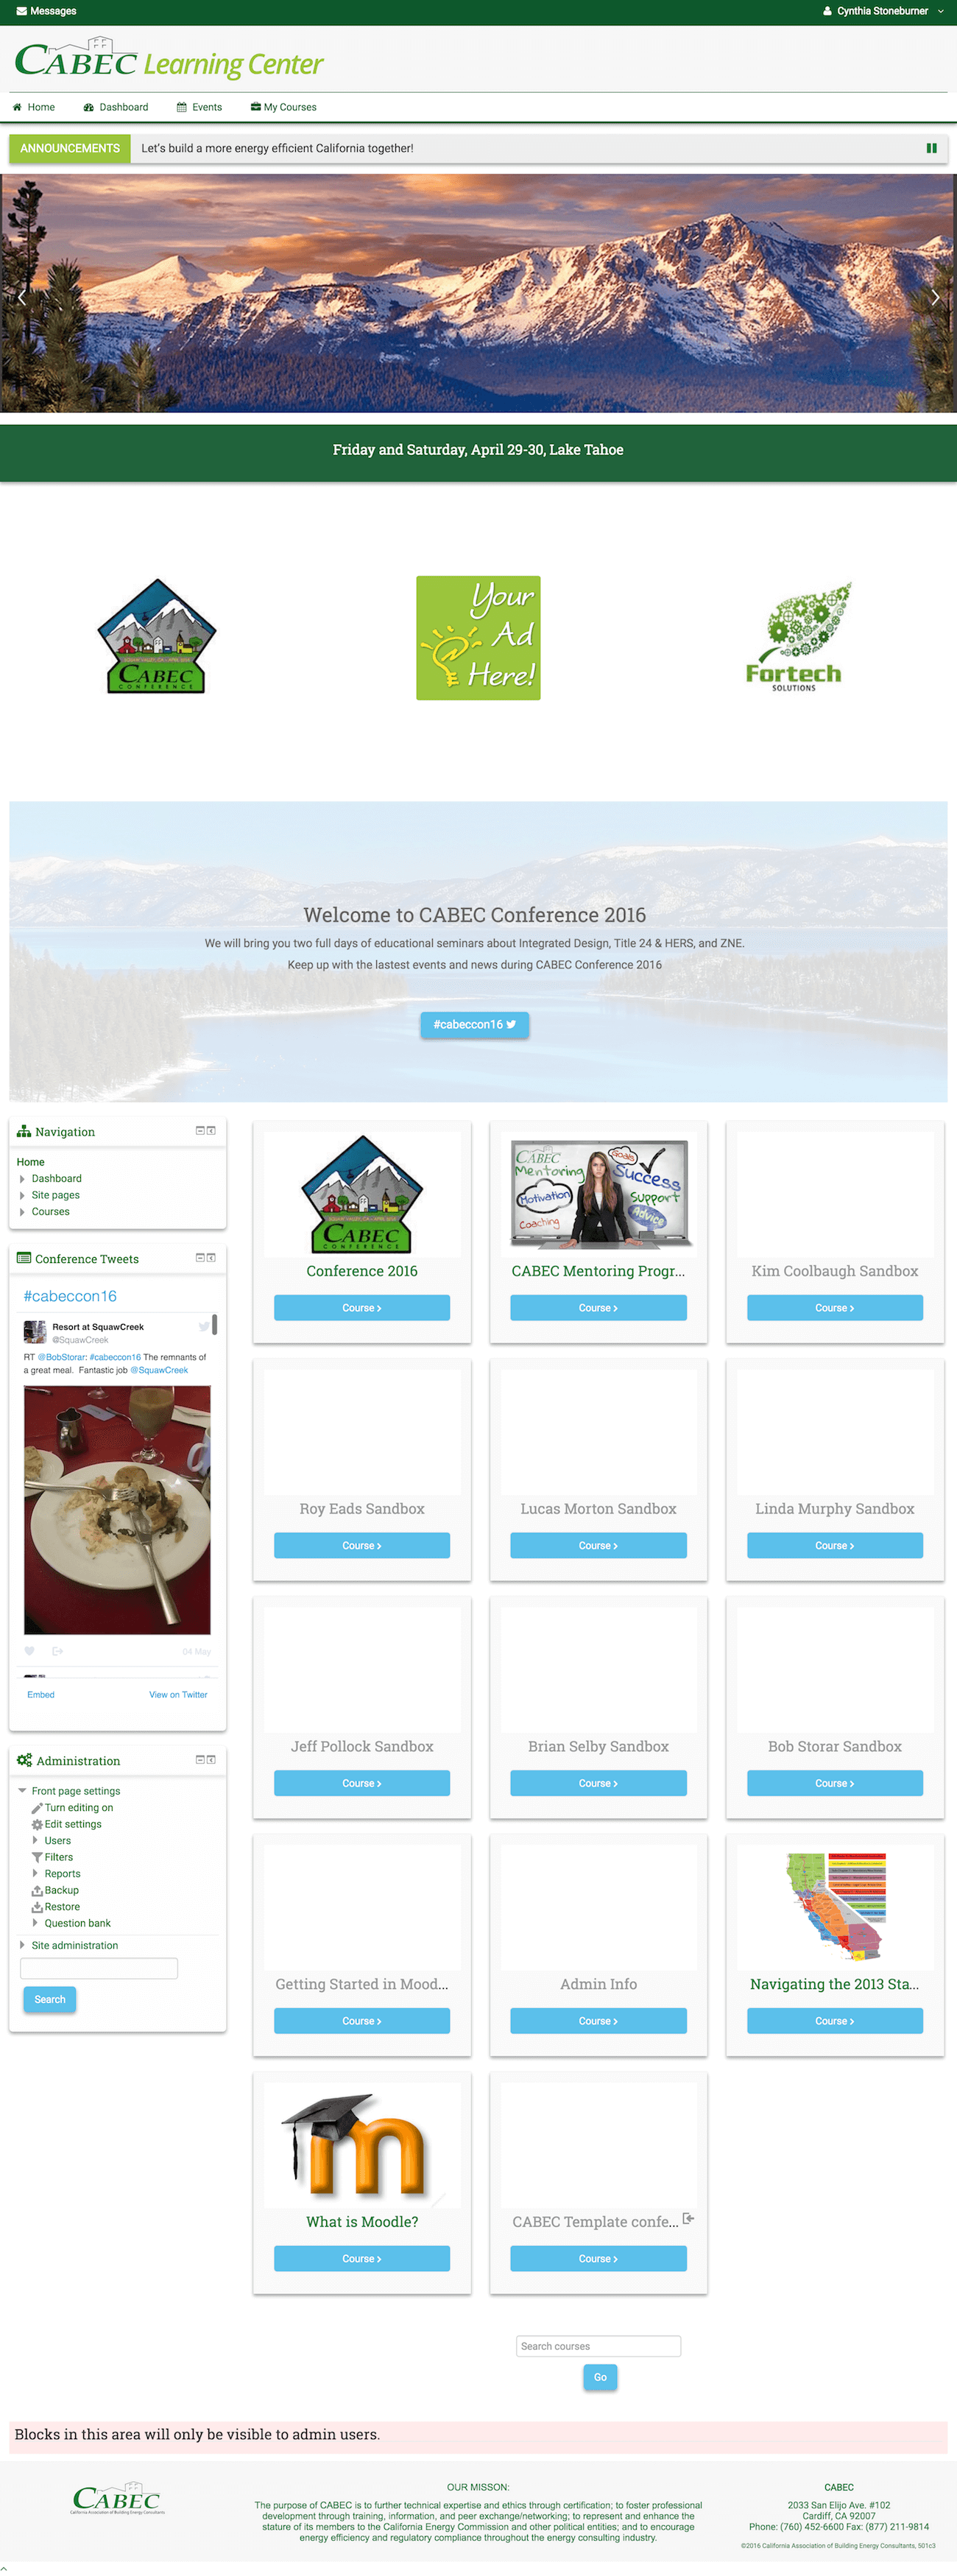 Messages
Cynthia Stoneburner
CABEC Learning Center
Home Dashboard Events My Courses
ANNOUNCEMENTS Let's build a more energy efficient California together!
Friday and Saturday, April 29-30, Lake Tahoe
CABEC
CONFERENCE
Your
Ad
Here!
Fortech
SOLUTIONS
Welcome to CABEC Conference 2016
We will bring you two full days of educational seminars about Integrated Design, Title 24 & HERS, and ZNE.
Keep up with the lastest events and news during CABEC Conference 2016
#cabeccon16
Navigation
Home
Dashboard
Site pages
Courses
Conference Tweets
#cabeccon16
Resort at SquawCreek
@SquawCreek
RT @BobStorar: #cabeccon16 The remnants of
a great meal. Fantastic job @SquawCreek
04 May
Embed View on Twitter
Administration
Front page settings
Turn editing on
Edit settings
Users
Filters
Reports
Backup
Restore
Question bank
Site administration
Search
CABEC
CONFERENCE
Conference 2016
Course
CABEC
Mentoring
Goals
Success
Motivation
Support
Coaching
Advice
CABEC Mentoring Progr...
Course
Kim Coolbaugh Sandbox
Course
Roy Eads Sandbox
Course
Lucas Morton Sandbox
Course
Linda Murphy Sandbox
Course
Jeff Pollock Sandbox
Course
Brian Selby Sandbox
Course
Bob Storar Sandbox
Course
Getting Started in Mood...
Course
Admin Info
Course
Navigating the 2013 Sta...
Course
m
What is Moodle?
Course
CABEC Template confe...
Course
Search courses
Go
Blocks in this area will only be visible to admin users.
CABEC
California Association of Building Energy Consultants
OUR MISSON:
The purpose of CABEC is to further technical expertise and ethics through certification; to foster professional
development through training, information, and peer exchange/networking; to represent and enhance the
stature of its members to the California Energy Commission and other political entities; and to encourage
energy efficiency and regulatory compliance throughout the energy consulting industry.
CABEC
2033 San Elijo Ave. #102
Cardiff, CA 92007
Phone: (760) 452-6600 Fax: (877) 211-9814
©2016 California Association of Building Energy Consultants, 501c3